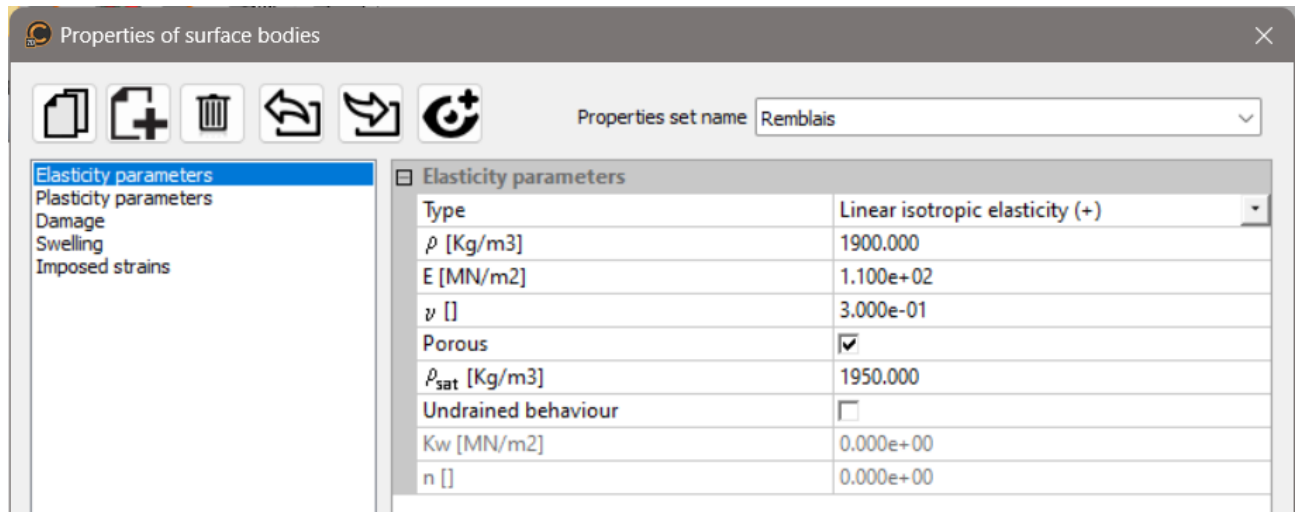 Properties of surface bodies
Properties set name Remblais
Elasticity parameters
Plasticity parameters
Damage
Swelling
Imposed strains
Elasticity parameters
Type Linear isotropic elasticity (+)
ρ [Kg/m3] 1900.000
E [MN/m2] 1.100e+02
ν [] 3.000e-01
Porous
ρsat [Kg/m3] 1950.000
Undrained behaviour
Kw [MN/m2] 0.000e+00
n [] 0.000e+00